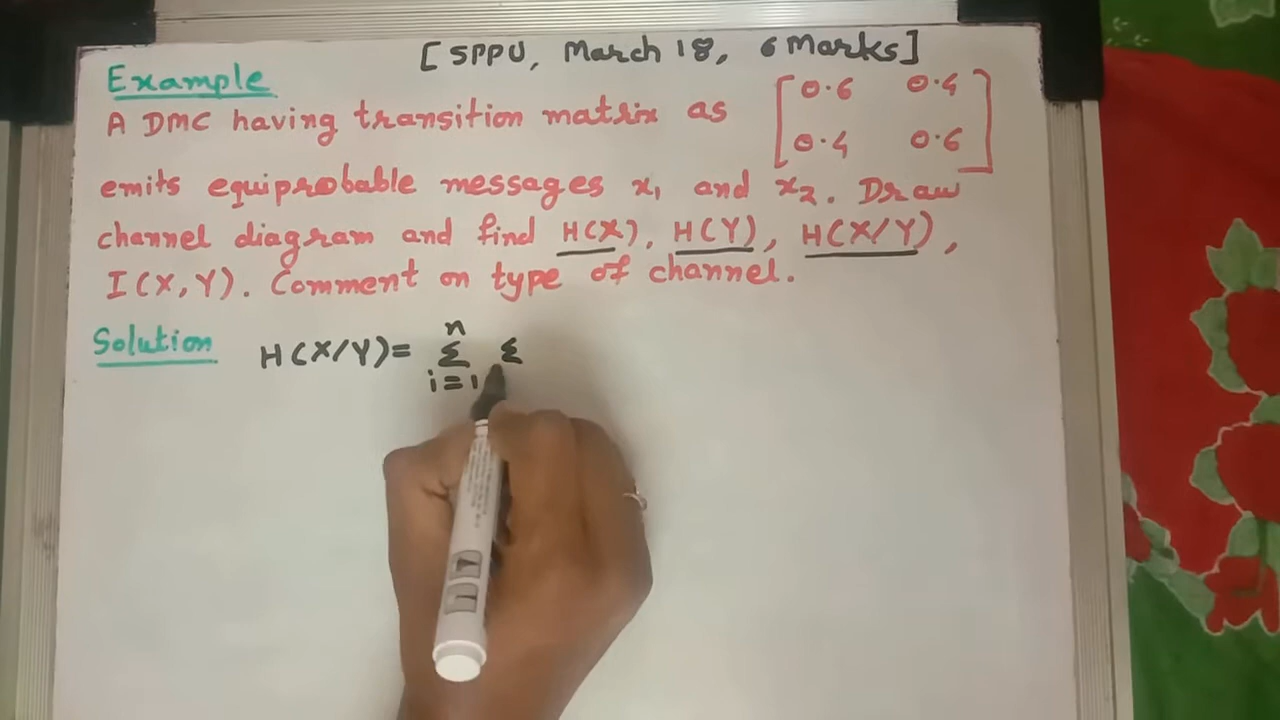 [SPPU, March 18, 6 Marks]
Example
A DMC having transition matrix as [0.6 0.4
0.4 0.6]
emits equiprobable messages x₁ and x₂. Draw
channel diagram and find H(X), H(Y), H(X/Y),
I(X,Y). Comment on type of channel.
Solution H(X/Y)= n Σ i=1 Σ